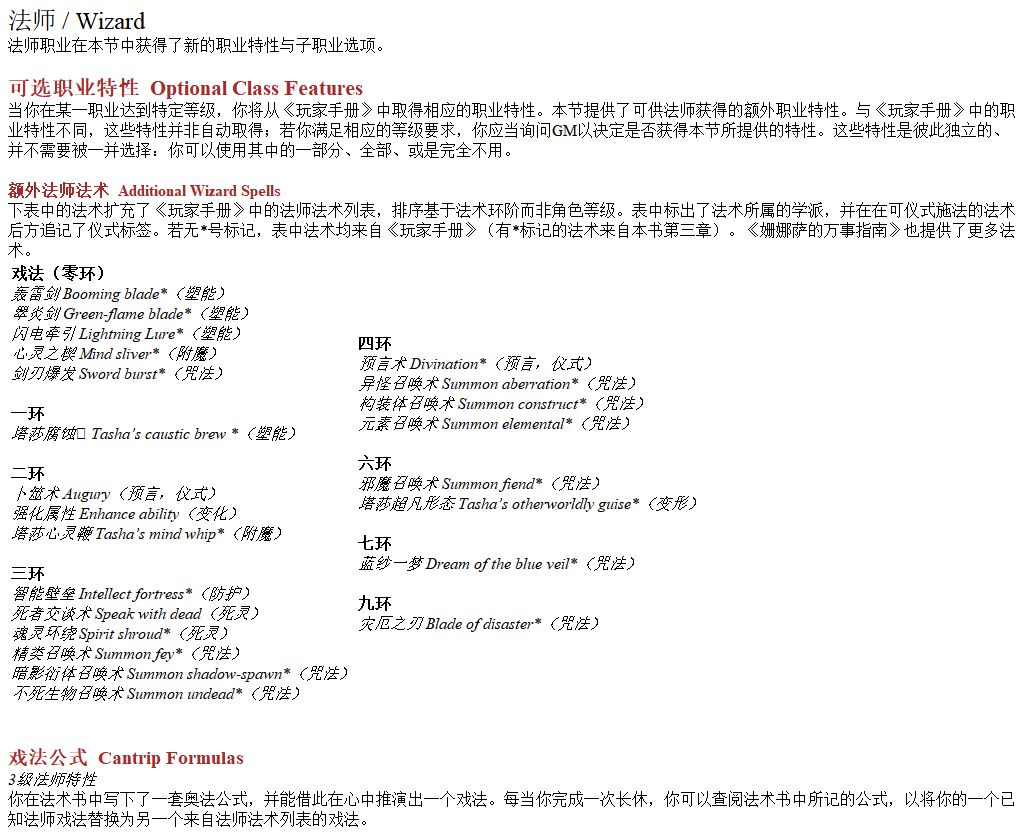 法师 / Wizard
法师职业在本节中获得了新的职业特性与子职业选项。
可选职业特性 Optional Class Features
当你在某一职业达到特定等级，你将从《玩家手册》中取得相应的职业特性。本节提供了可供法师获得的额外职业特性。与《玩家手册》中的职
业特性不同，这些特性并非自动取得；若你满足相应的等级要求，你应当询问GM以决定是否获得本节所提供的特性。这些特性是彼此独立的、
并不需要被一并选择：你可以使用其中的一部分、全部、或是完全不用。
额外法师法术 Additional Wizard Spells
下表中的法术扩充了《玩家手册》中的法师法术列表，排序基于法术环阶而非角色等级。表中标出了法术所属的学派，并在在可仪式施法的法术
后方追记了仪式标签。若无*号标记，表中法术均来自《玩家手册》（有*标记的法术来自本书第三章）。《姗娜萨的万事指南》也提供了更多法
术。
戏法（零环）
轰雷剑 Booming blade*（塑能）
翠炎剑 Green-flame blade*（塑能）
闪电牵引 Lightning Lure*（塑能）
心灵之楔 Mind sliver*（附魔）
剑刃爆发 Sword burst*（咒法）
一环
塔莎腐蚀 Tasha's caustic brew *（塑能）
二环
卜筮术 Augury（预言，仪式）
强化属性 Enhance ability（变化）
塔莎心灵鞭 Tasha's mind whip*（附魔）
三环
智能壁垒 Intellect fortress*（防护）
死者交谈术 Speak with dead（死灵）
魂灵环绕 Spirit shroud*（死灵）
精类召唤术 Summon fey*（咒法）
暗影衍体召唤术 Summon shadow-spawn*（咒法）
不死生物召唤术 Summon undead*（咒法）
四环
预言术 Divination*（预言，仪式）
异怪召唤术 Summon aberration*（咒法）
构装体召唤术 Summon construct*（咒法）
元素召唤术 Summon elemental*（咒法）
六环
邪魔召唤术 Summon fiend*（咒法）
塔莎超凡形态 Tasha's otherworldly guise*（变形）
七环
蓝纱一梦 Dream of the blue veil*（咒法）
九环
灾厄之刃 Blade of disaster*（咒法）
戏法公式 Cantrip Formulas
3级法师特性
你在法术书中写下了一套奥法公式，并能借此在心中推演出一个戏法。每当你完成一次长休，你可以查阅法术书中所记的公式，以将你的一个已
知法师戏法替换为另一个来自法师法术列表的戏法。